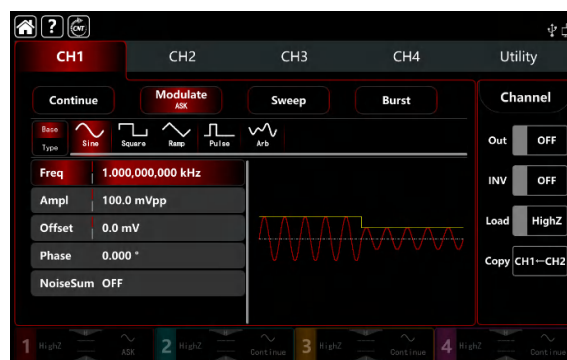 ? CNT
CH1 CH2 CH3 CH4 Utility
Continue Modulate Sweep Burst Channel
ASK
Base Sine Square Ramp Pulse Arb
Type
Out OFF
Freq 1.000,000,000 kHz
INV OFF
Ampl 100.0 mVpp
Offset 0.0 mV
Load HighZ
Phase 0.000 °
Copy CH1←CH2
NoiseSum OFF
1 HighZ ASK 2 HighZ Continue 3 HighZ Continue 4 HighZ Continue